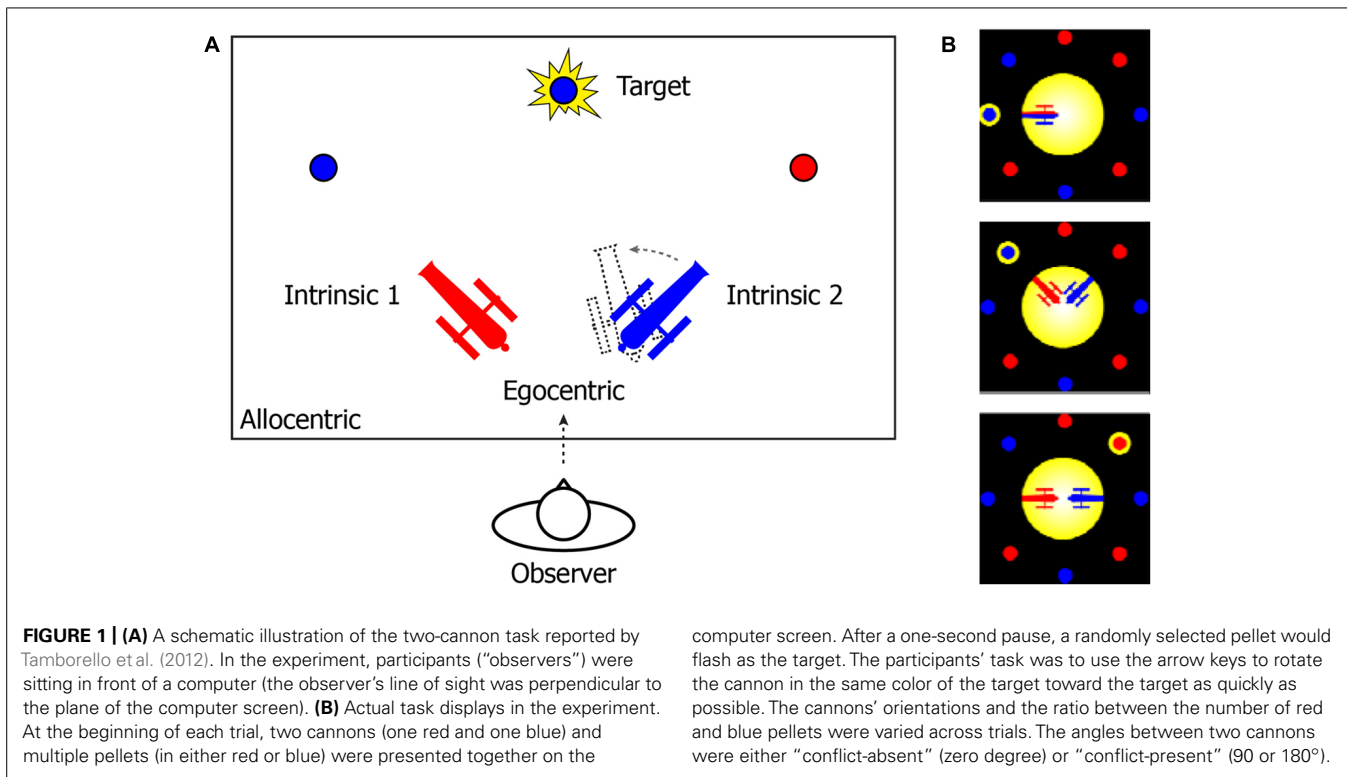 A
B
Target
Intrinsic 1
Intrinsic 2
Egocentric
Allocentric
Observer
FIGURE 1 | (A) A schematic illustration of the two-cannon task reported by
Tamborello et al. (2012). In the experiment, participants (“observers”) were
sitting in front of a computer (the observer’s line of sight was perpendicular to
the plane of the computer screen). (B) Actual task displays in the experiment.
At the beginning of each trial, two cannons (one red and one blue) and
multiple pellets (in either red or blue) were presented together on the
computer screen. After a one-second pause, a randomly selected pellet would
flash as the target. The participants’ task was to use the arrow keys to rotate
the cannon in the same color of the target toward the target as quickly as
possible. The cannons’ orientations and the ratio between the number of red
and blue pellets were varied across trials. The angles between two cannons
were either “conflict-absent” (zero degree) or “conflict-present” (90 or 180°).